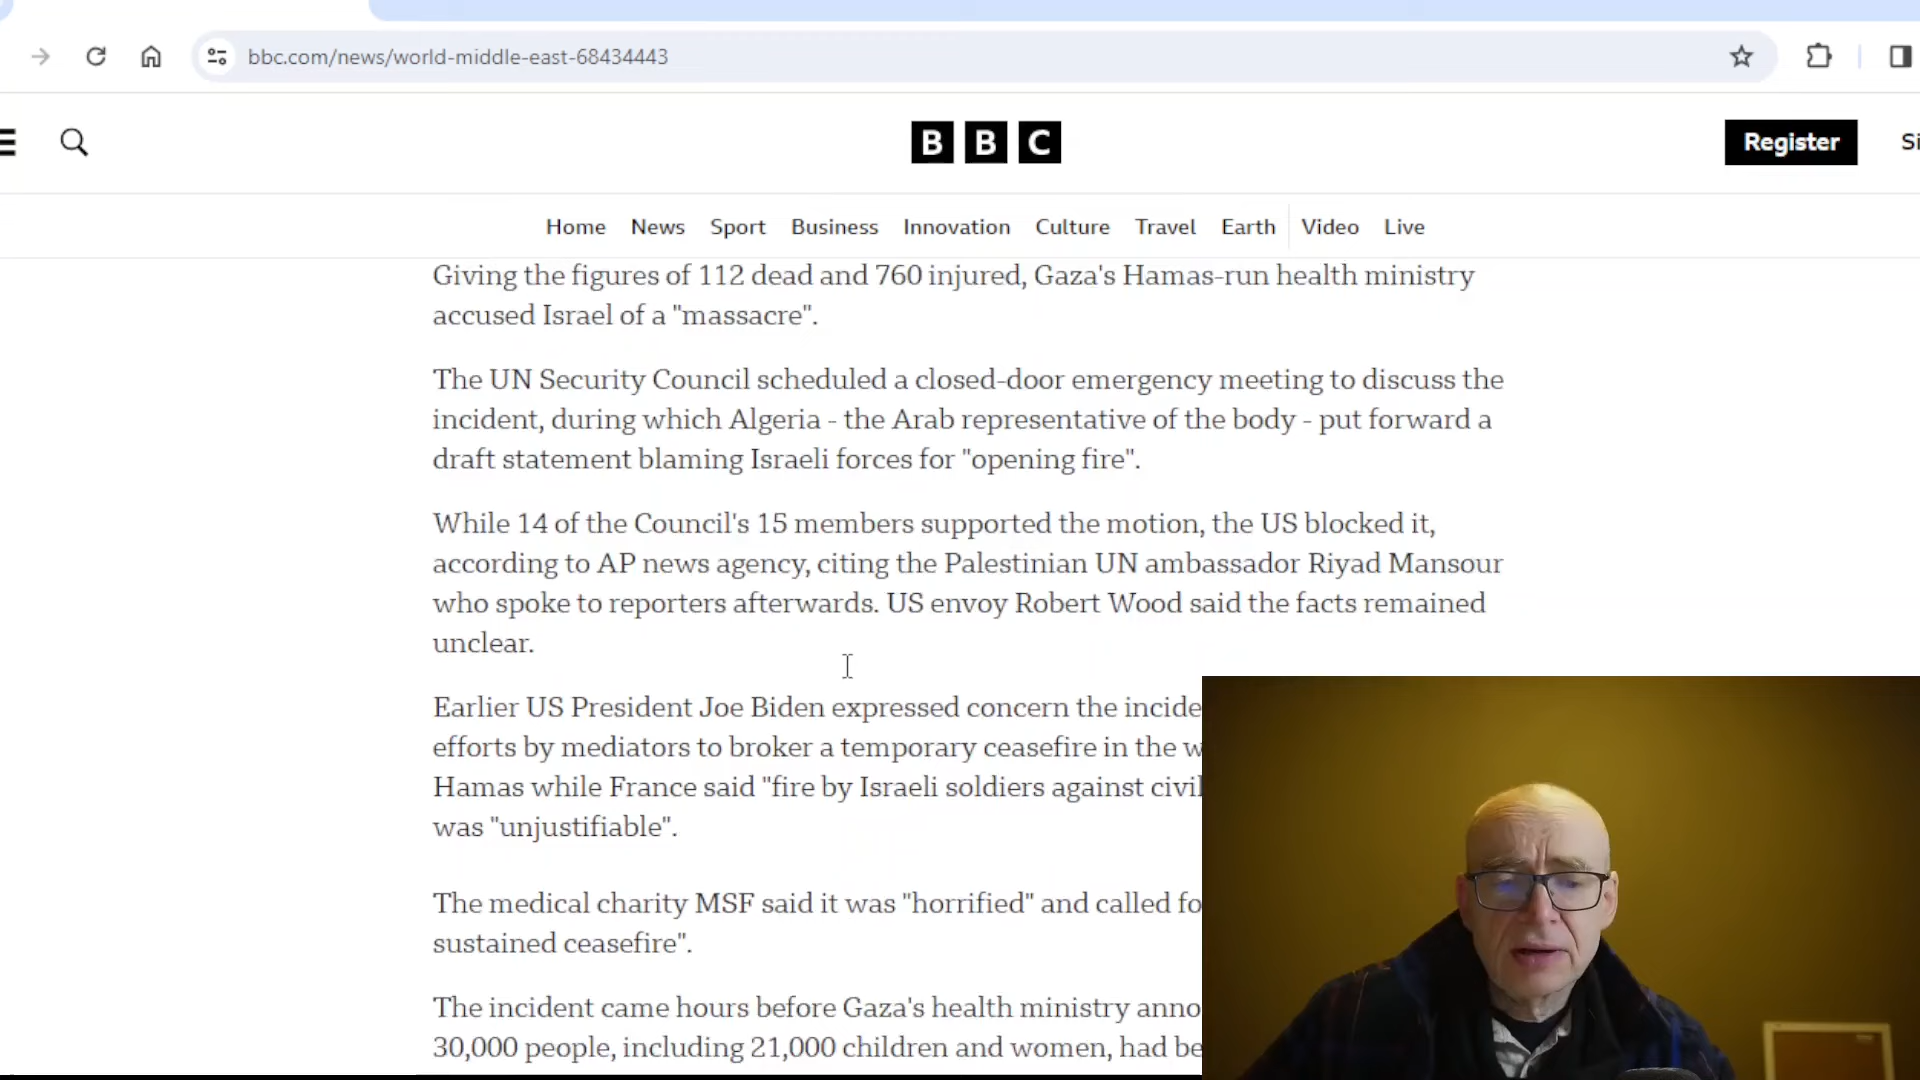 bbc.com/news/world-middle-east-68434443
BBC
Register
Home News Sport Business Innovation Culture Travel Earth Video Live
Giving the figures of 112 dead and 760 injured, Gaza's Hamas-run health ministry
accused Israel of a "massacre".
The UN Security Council scheduled a closed-door emergency meeting to discuss the
incident, during which Algeria - the Arab representative of the body - put forward a
draft statement blaming Israeli forces for "opening fire".
While 14 of the Council's 15 members supported the motion, the US blocked it,
according to AP news agency, citing the Palestinian UN ambassador Riyad Mansour
who spoke to reporters afterwards. US envoy Robert Wood said the facts remained
unclear.
Earlier US President Joe Biden expressed concern the
efforts by mediators to broker a temporary ceasefire in the
Hamas while France said "fire by Israeli soldiers against
was "unjustifiable".
The medical charity MSF said it was "horrified" and called
sustained ceasefire".
The incident came hours before Gaza's health ministry
30,000 people, including 21,000 children and women, had